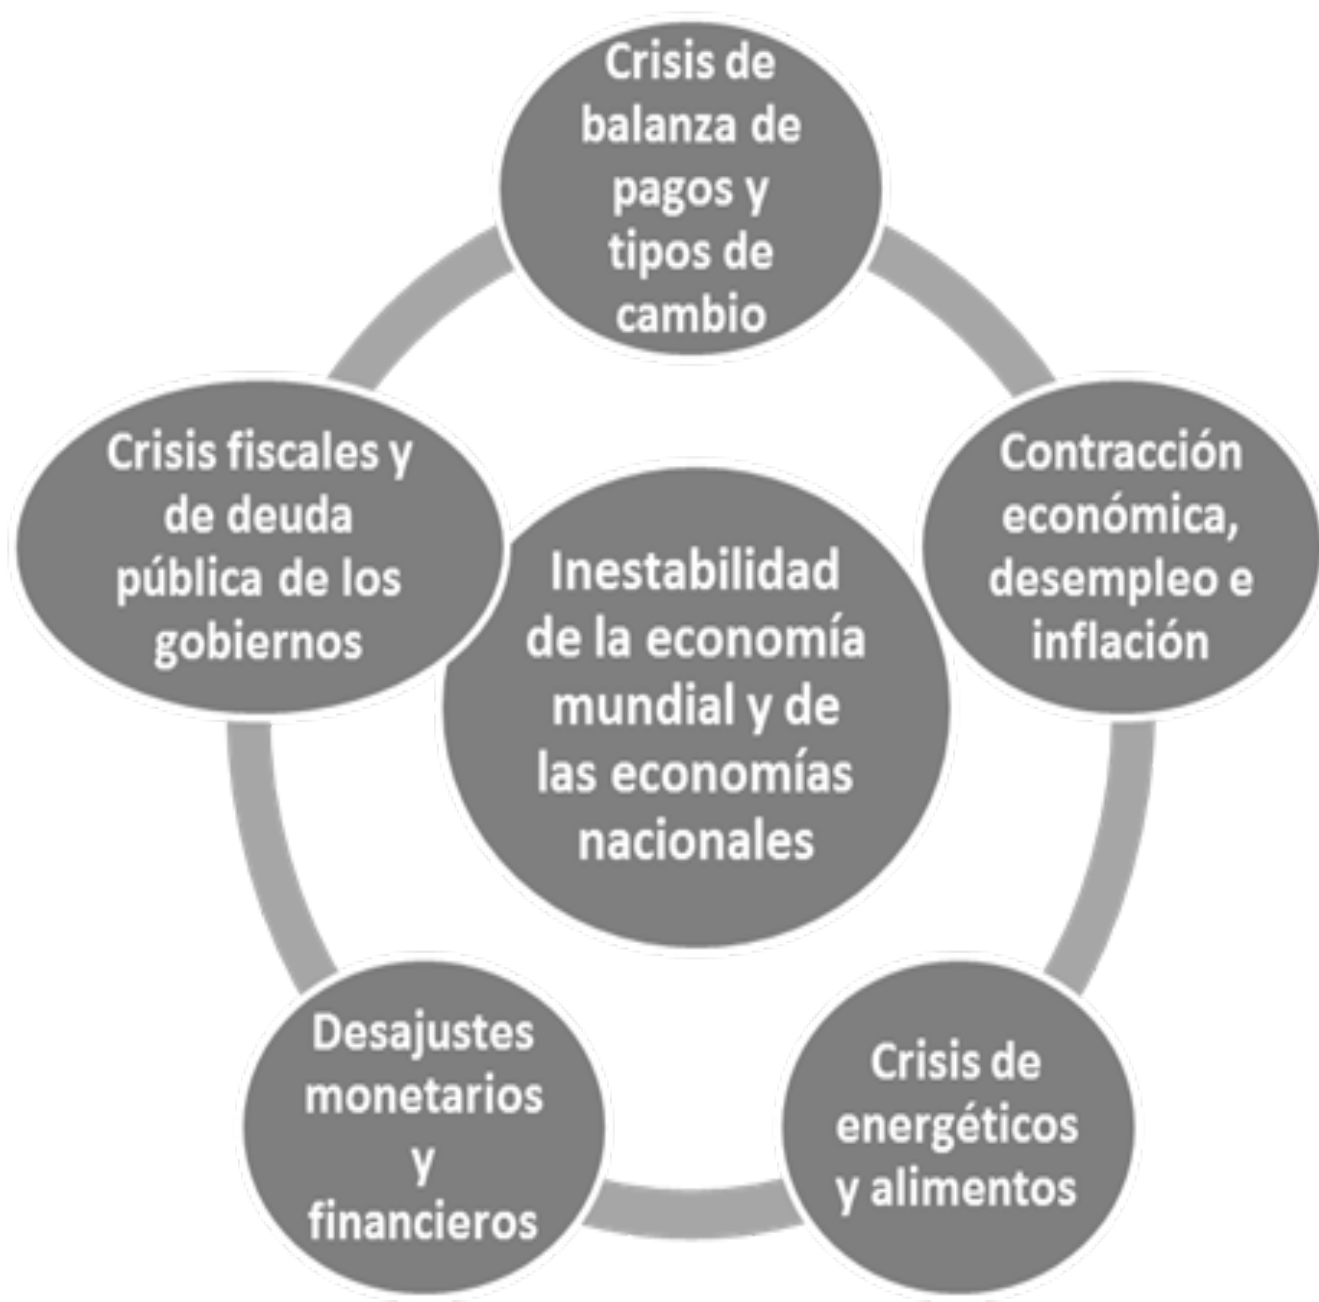 Crisis de
balanza de
pagos y
tipos de
cambio
Crisis fiscales y
de deuda
pública de los
gobiernos
Contracción
económica,
desempleo e
inflación
Inestabilidad
de la economía
mundial y de
las economías
nacionales
Desajustes
monetarios
y
financieros
Crisis de
energéticos
y alimentos